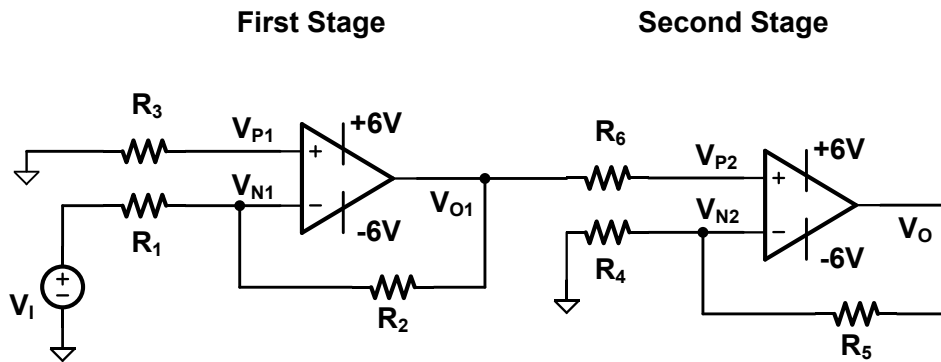 First Stage
Second Stage
R3
VP1
+6V
+
R6
VP2
+6V
+
VN1
−
VO1
VN2
−
VO
R1
-6V
R4
-6V
+
−
VI
R2
R5